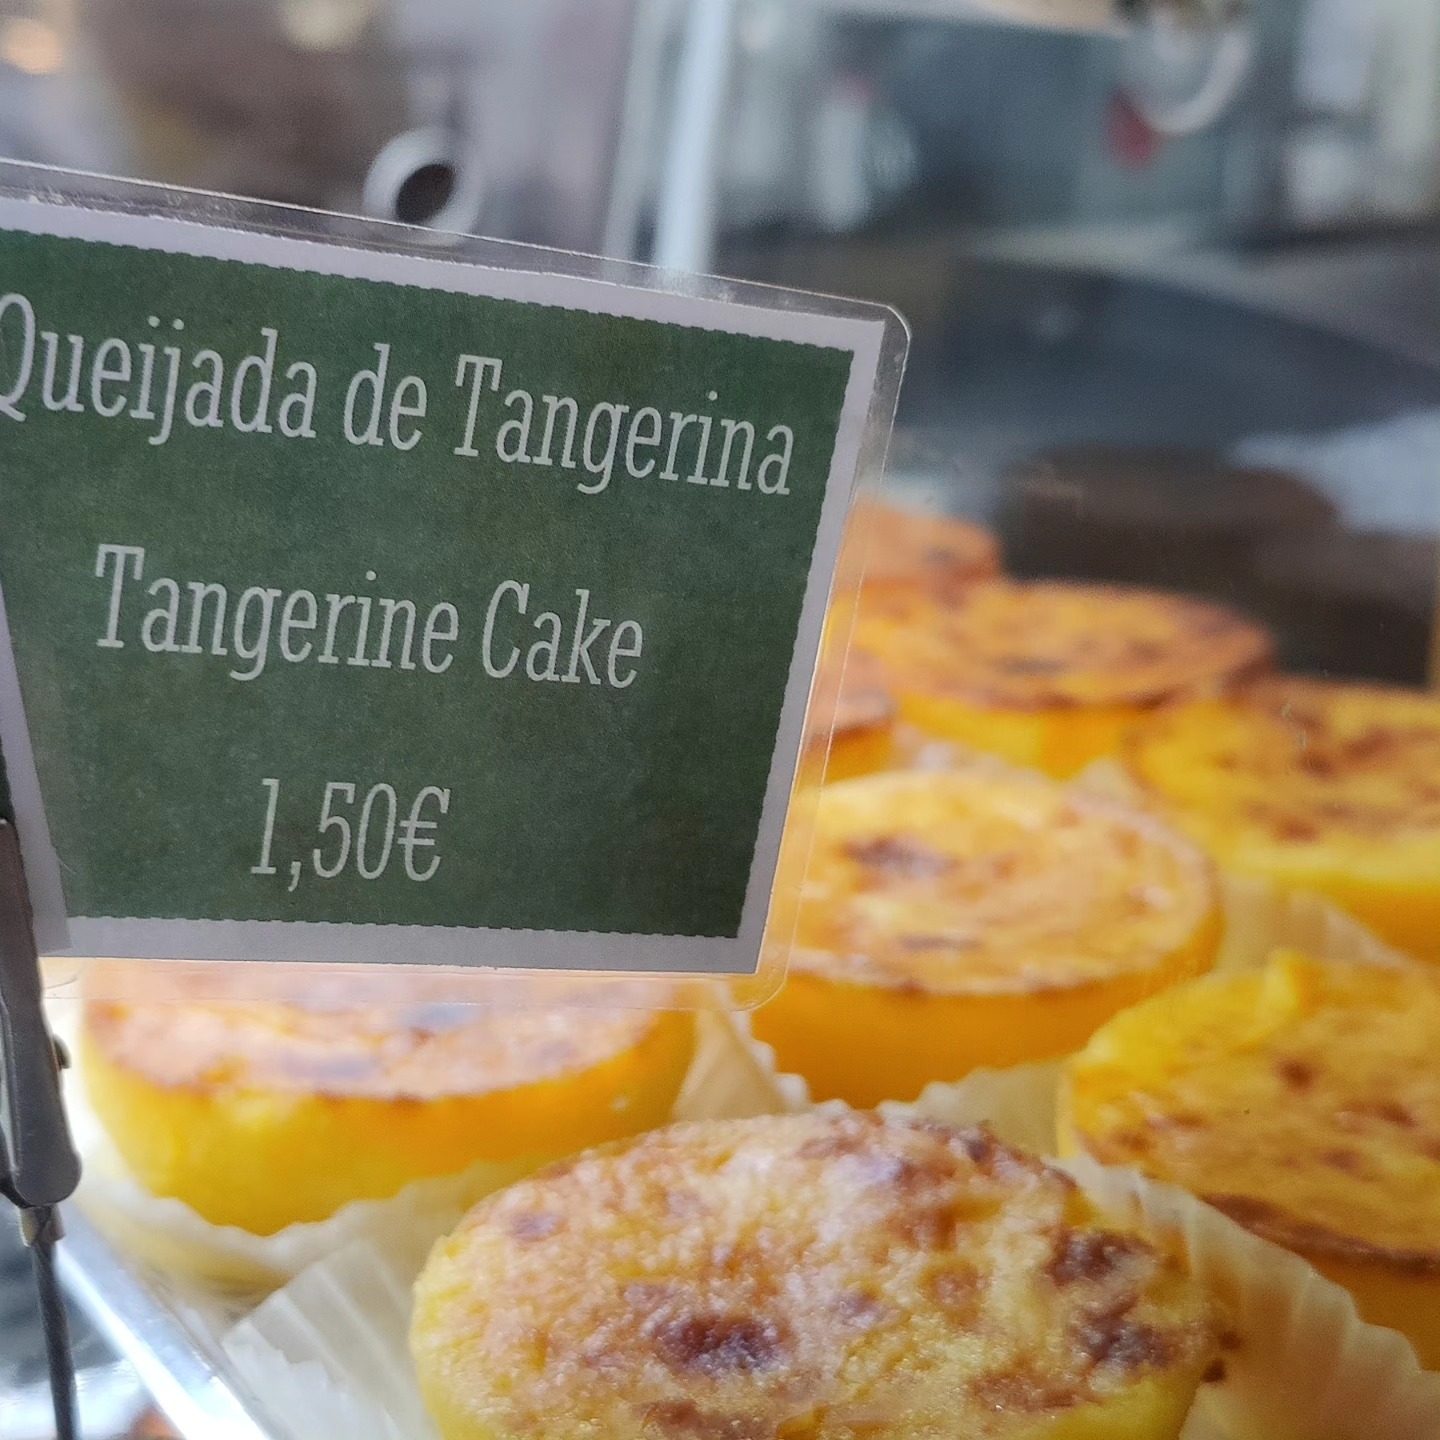 Queijada de Tangerina
Tangerine Cake
1,50€